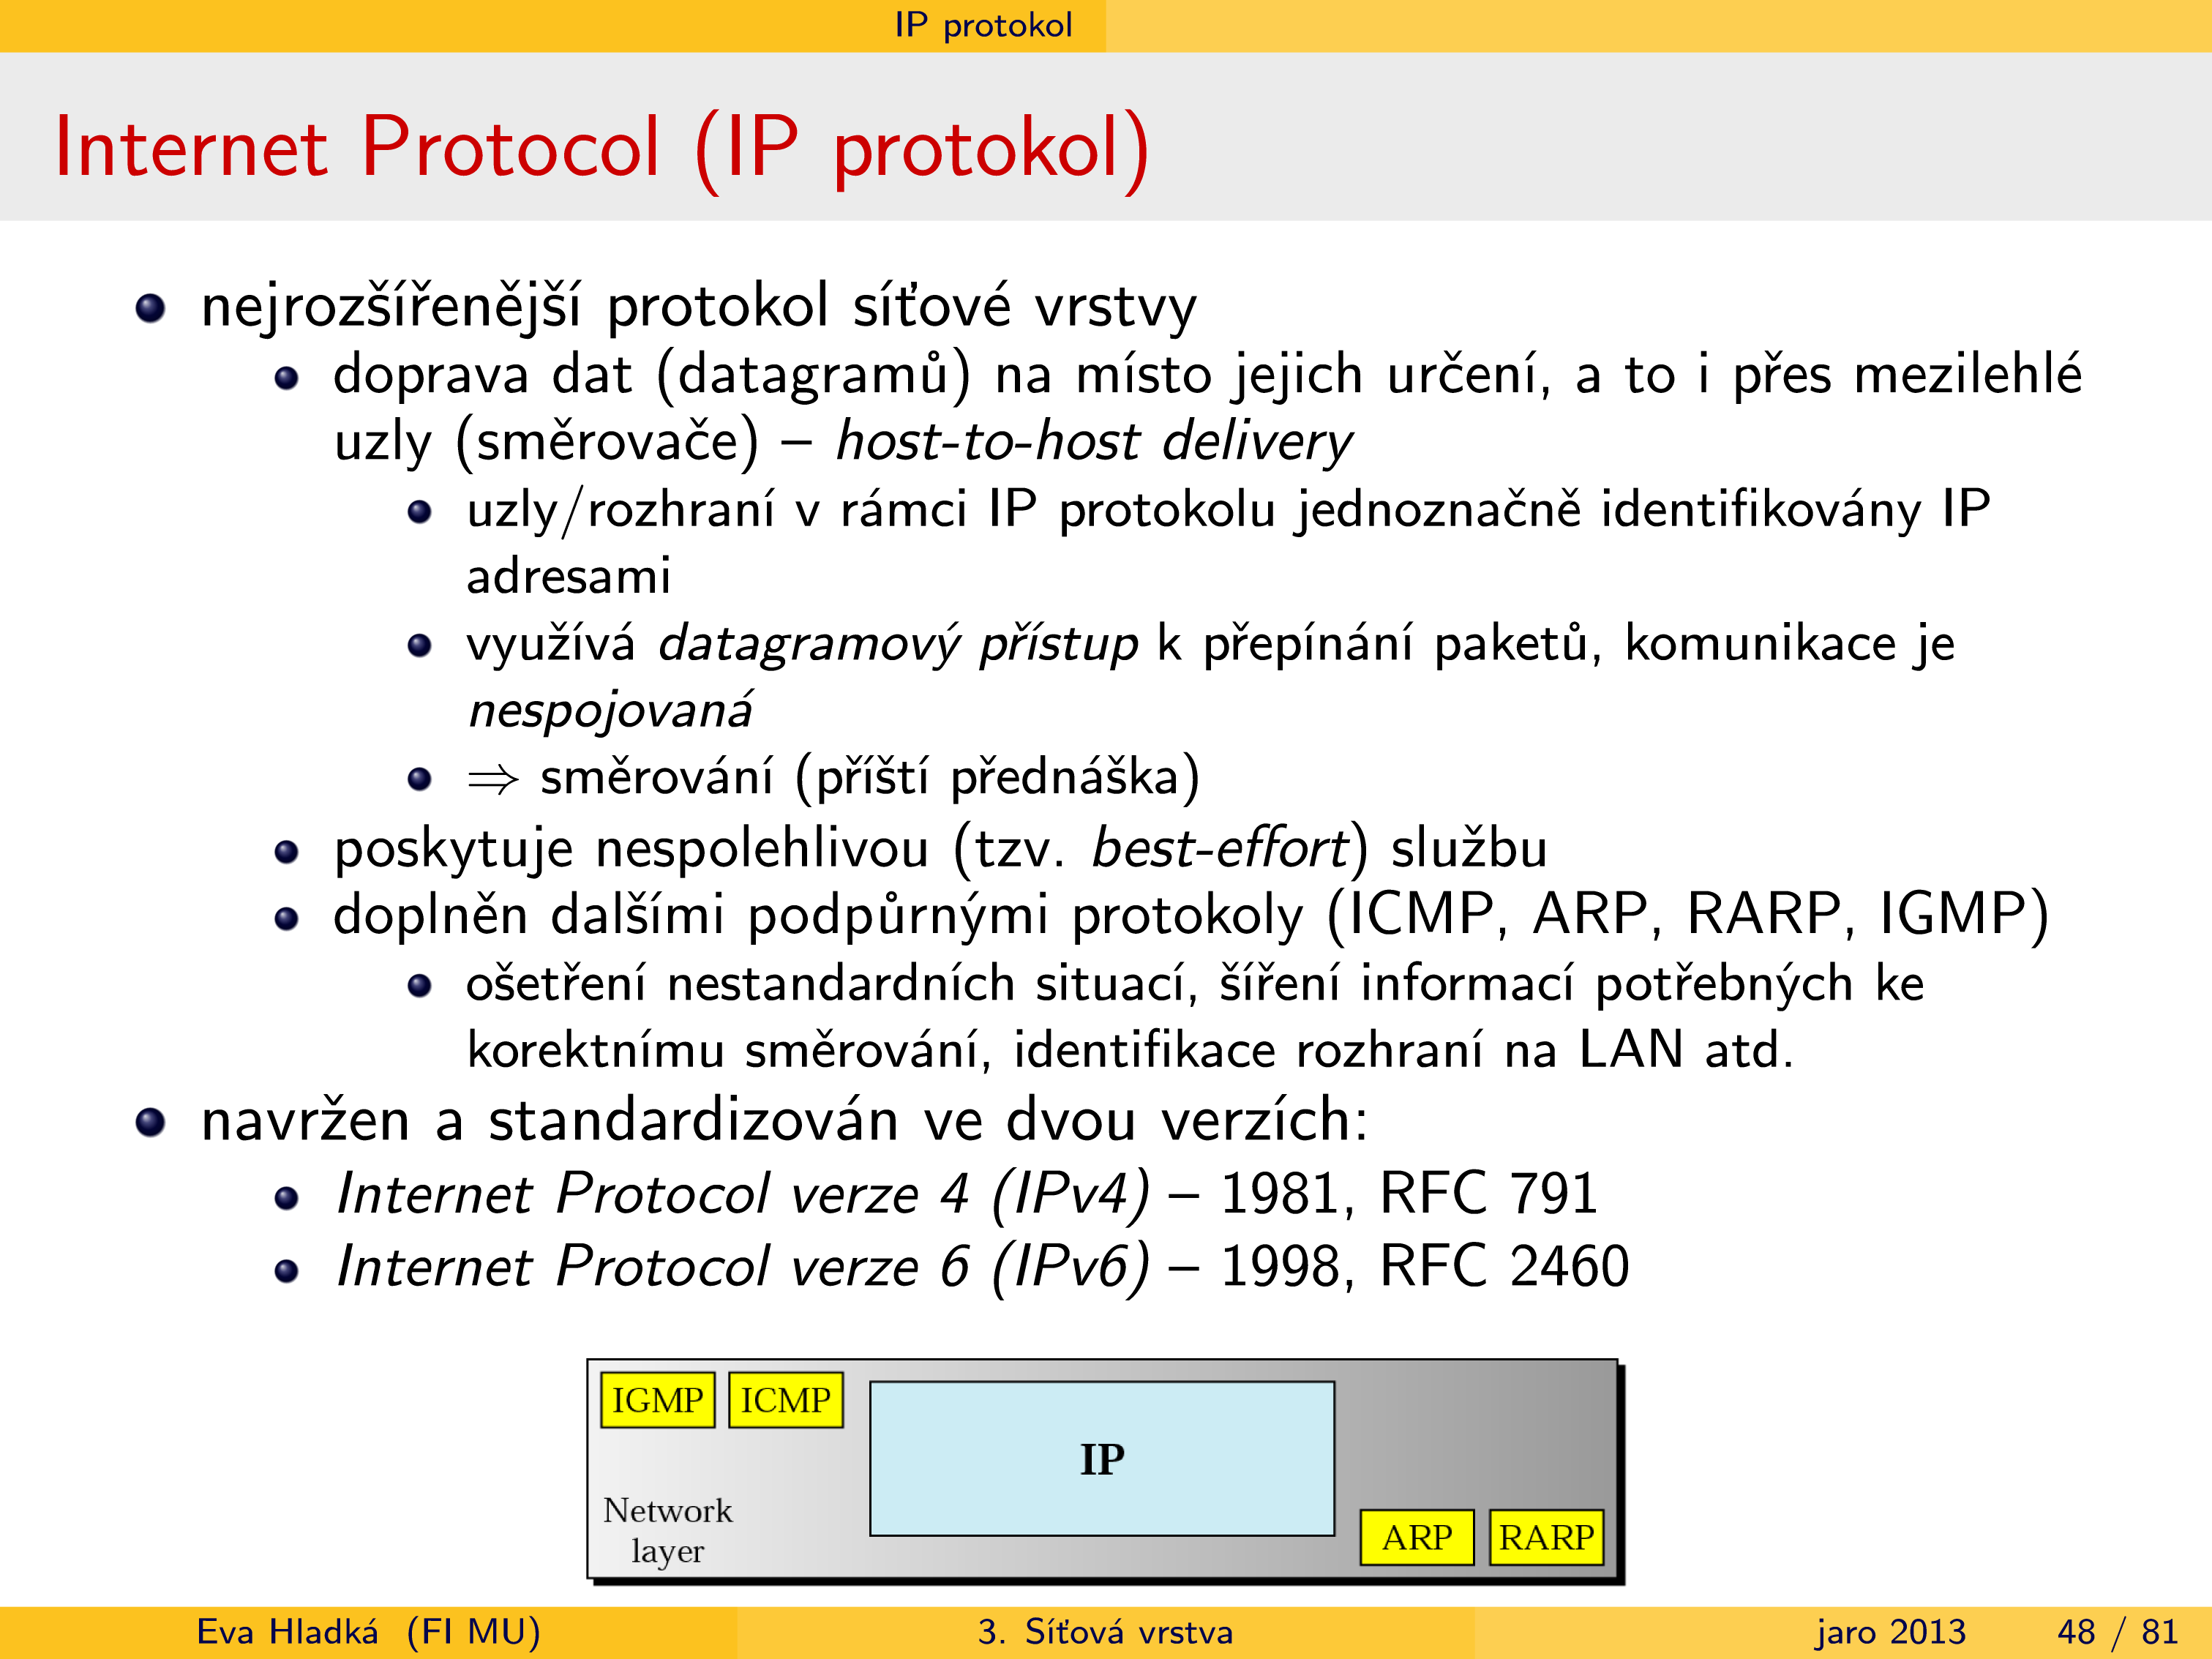 IP protokol
Internet Protocol (IP protokol)
nejrozšířenější protokol síťové vrstvy
doprava dat (datagramů) na místo jejich určení, a to i přes mezilehlé
uzly (směrovače) – host-to-host delivery
uzly/rozhraní v rámci IP protokolu jednoznačně identifikovány IP
adresami
využívá datagramový přístup k přepínání paketů, komunikace je
nespojovaná
⇒ směrování (příští přednáška)
poskytuje nespolehlivou (tzv. best-effort) službu
doplněn dalšími podpůrnými protokoly (ICMP, ARP, RARP, IGMP)
ošetření nestandardních situací, šíření informací potřebných ke
korektnímu směrování, identifikace rozhraní na LAN atd.
navržen a standardizován ve dvou verzích:
Internet Protocol verze 4 (IPv4) – 1981, RFC 791
Internet Protocol verze 6 (IPv6) – 1998, RFC 2460
IGMP ICMP
IP
Network
layer
ARP RARP
Eva Hladká (FI MU) 3. Síťová vrstva jaro 2013 48 / 81